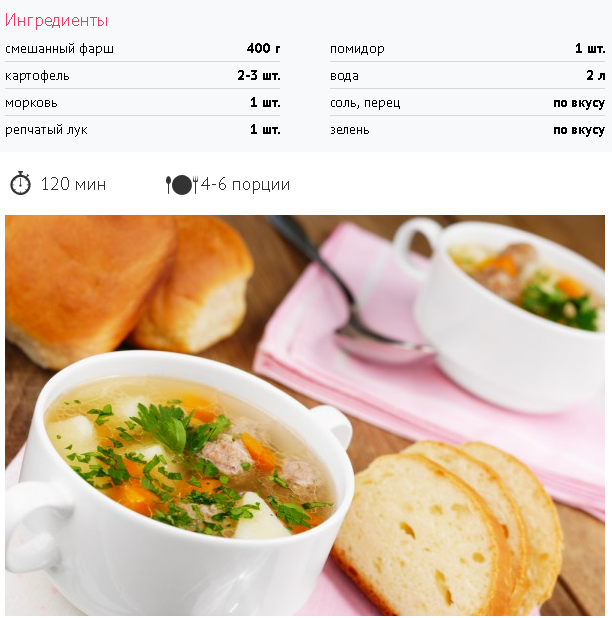 Ингредиенты
смешанный фарш 400 г
картофель 2-3 шт.
морковь 1 шт.
репчатый лук 1 шт.
помидор 1 шт.
вода 2 л
соль, перец по вкусу
зелень по вкусу
120 мин 4-6 порции